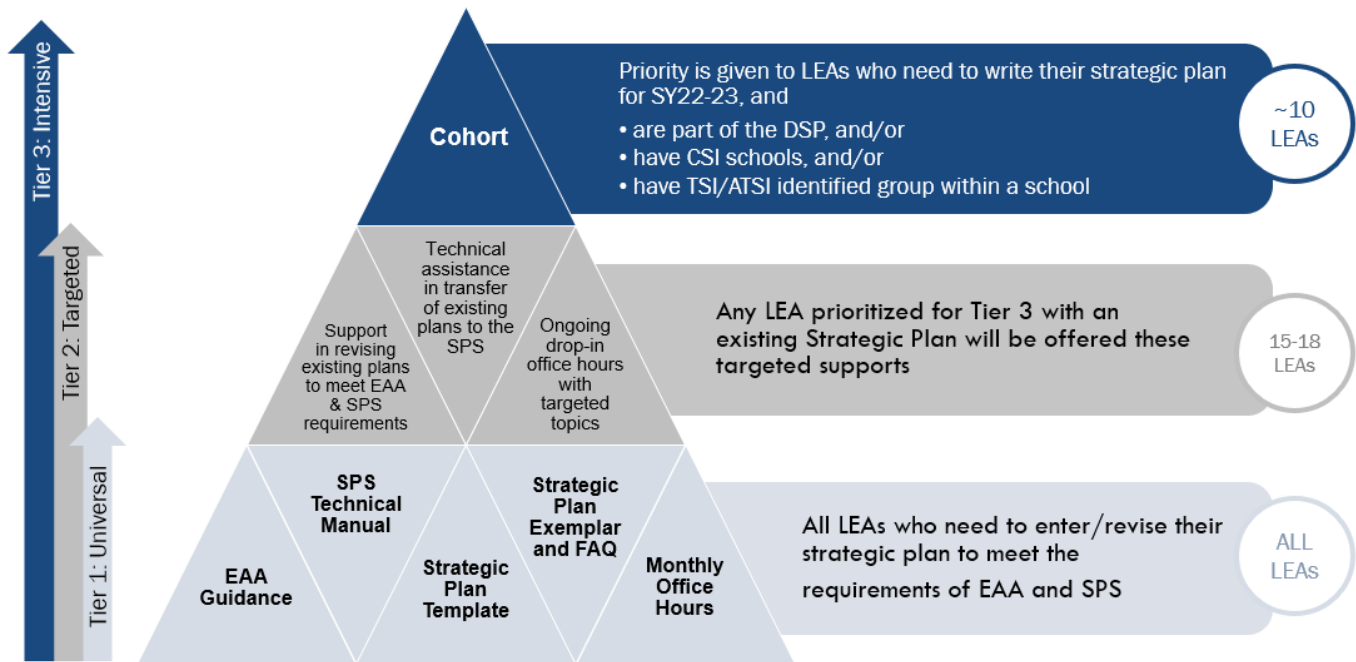 Tier 3: Intensive
Tier 2: Targeted
Tier 1: Universal
Cohort
Priority is given to LEAs who need to write their strategic plan
for SY22-23, and
• are part of the DSP, and/or
• have CSI schools, and/or
• have TSI/ATSI identified group within a school
~10
LEAs
Support
in revising
existing plans
to meet EAA
& SPS
requirements
Technical
assistance
in transfer
of existing
plans to the
SPS
Ongoing
drop-in
office hours
with
targeted
topics
Any LEA prioritized for Tier 3 with an
existing Strategic Plan will be offered these
targeted supports
15-18
LEAs
EAA
Guidance
SPS
Technical
Manual
Strategic
Plan
Template
Strategic
Plan
Exemplar
and FAQ
Monthly
Office
Hours
All LEAs who need to enter/revise their
strategic plan to meet the
requirements of EAA and SPS
ALL
LEAs